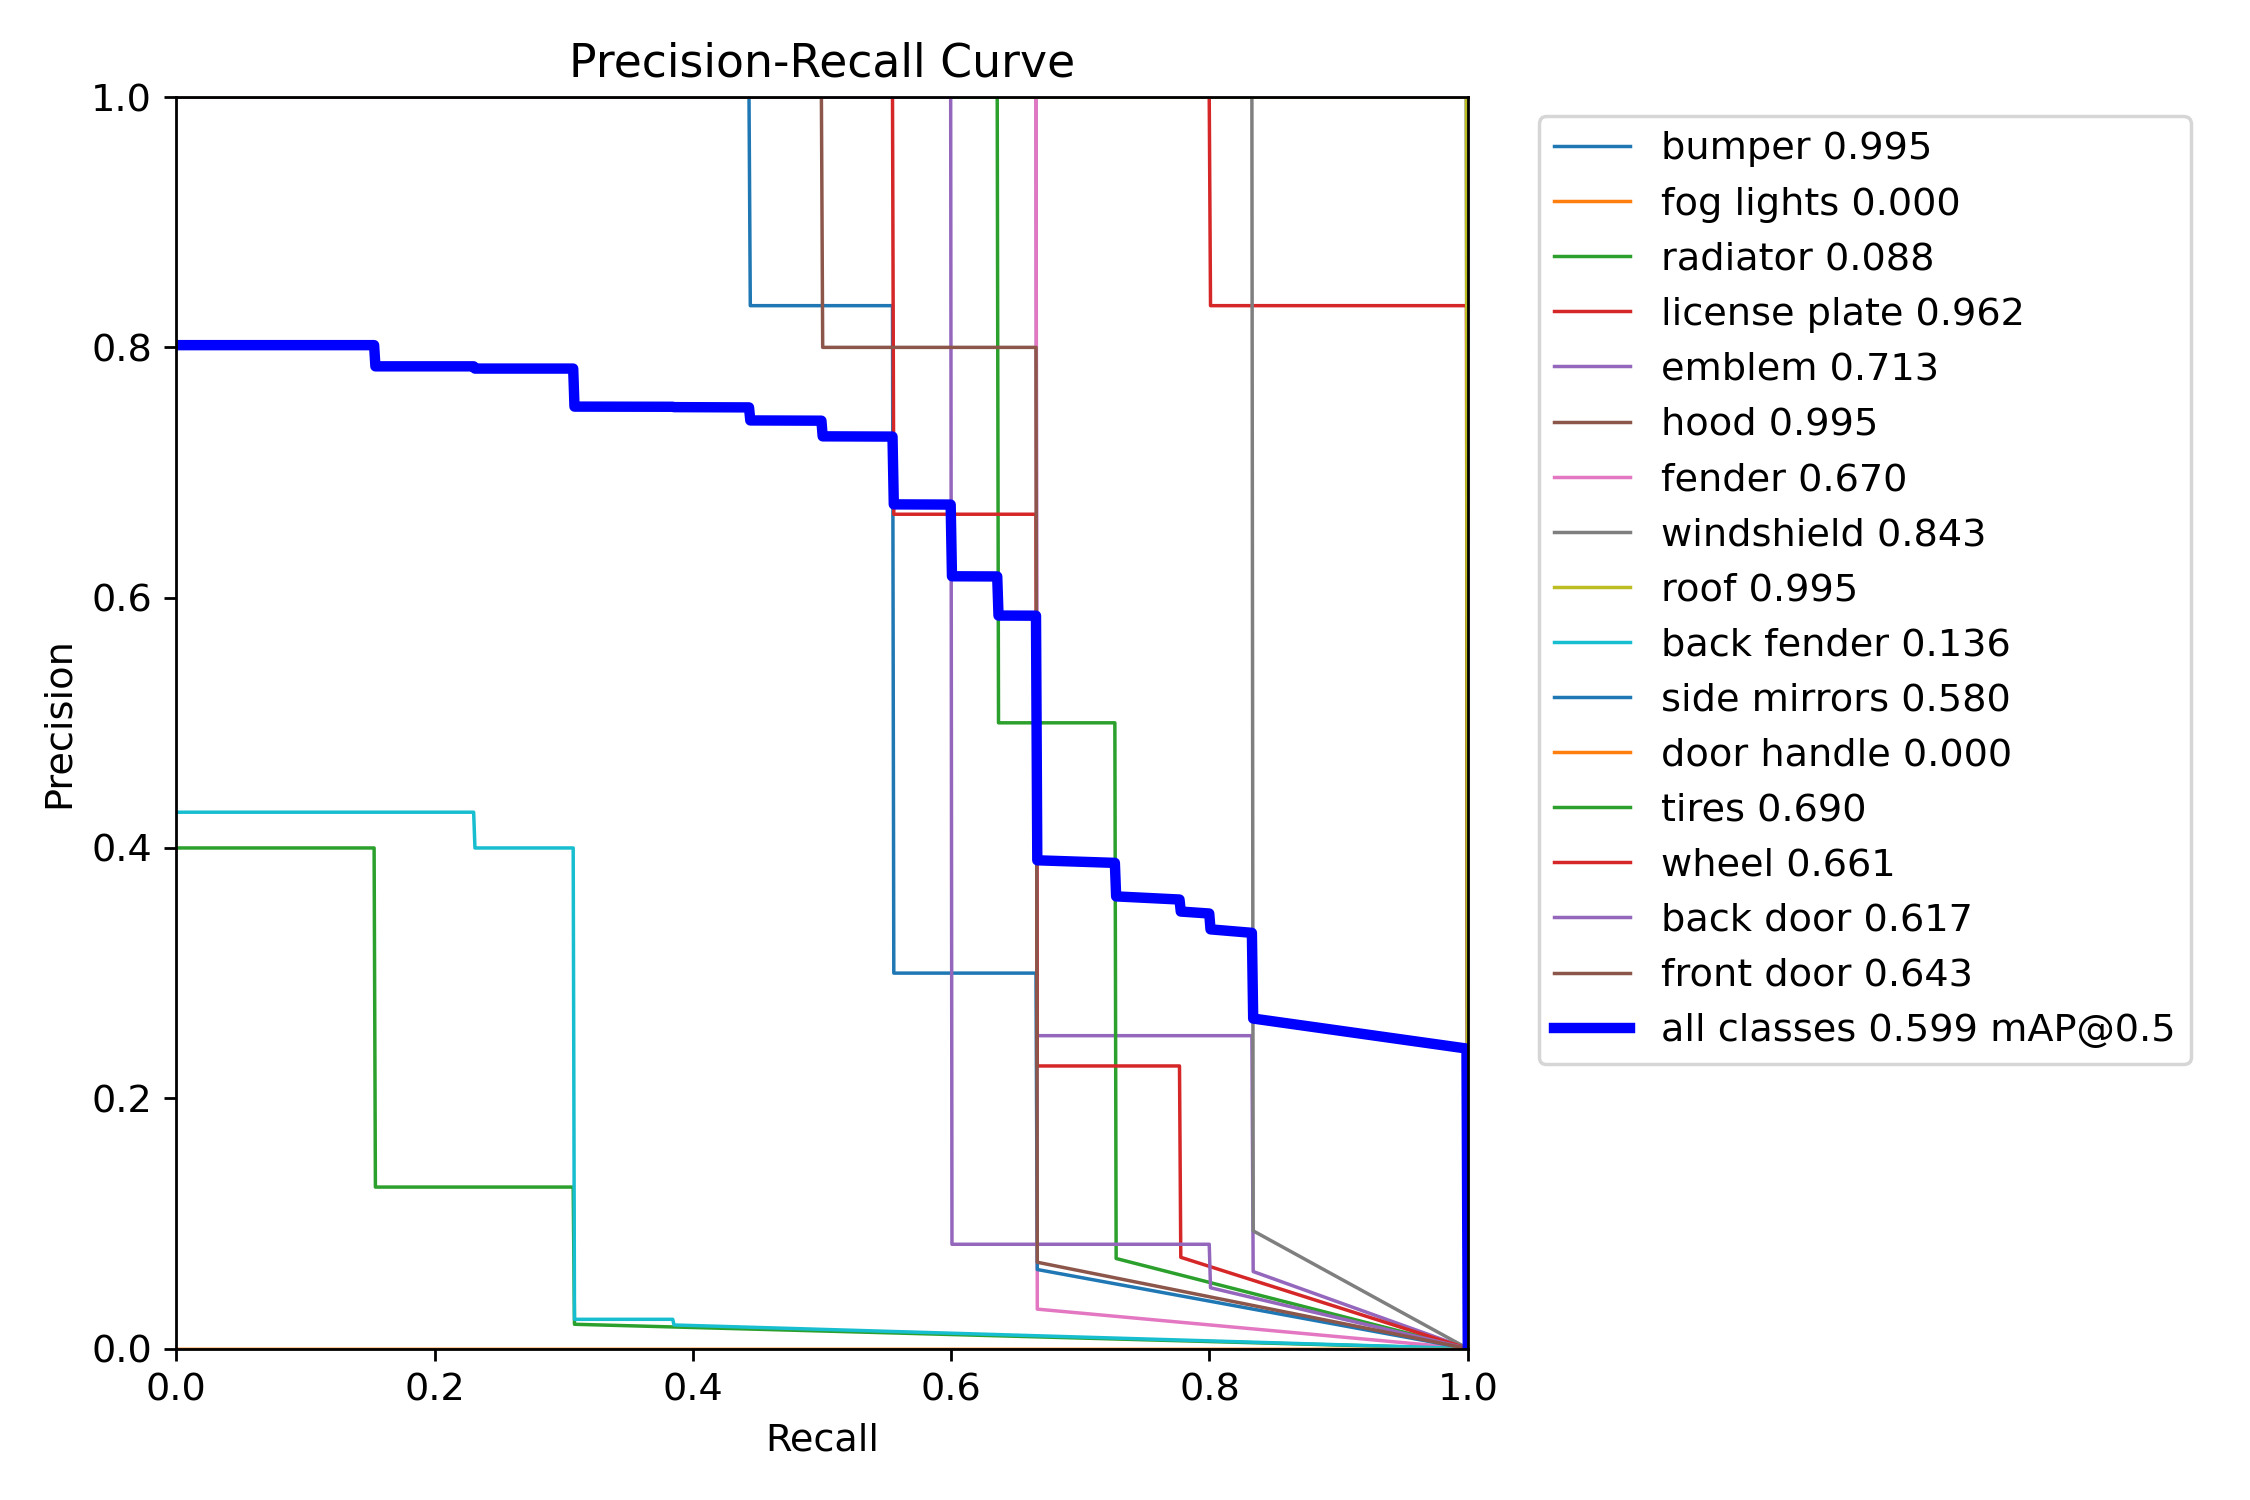 Precision-Recall Curve
1.0
0.8
0.6
0.4
0.2
0.0
Precision
0.0 0.2 0.4 0.6 0.8 1.0
Recall
bumper 0.995
fog lights 0.000
radiator 0.088
license plate 0.962
emblem 0.713
hood 0.995
fender 0.670
windshield 0.843
roof 0.995
back fender 0.136
side mirrors 0.580
door handle 0.000
tires 0.690
wheel 0.661
back door 0.617
front door 0.643
all classes 0.599 mAP@0.5